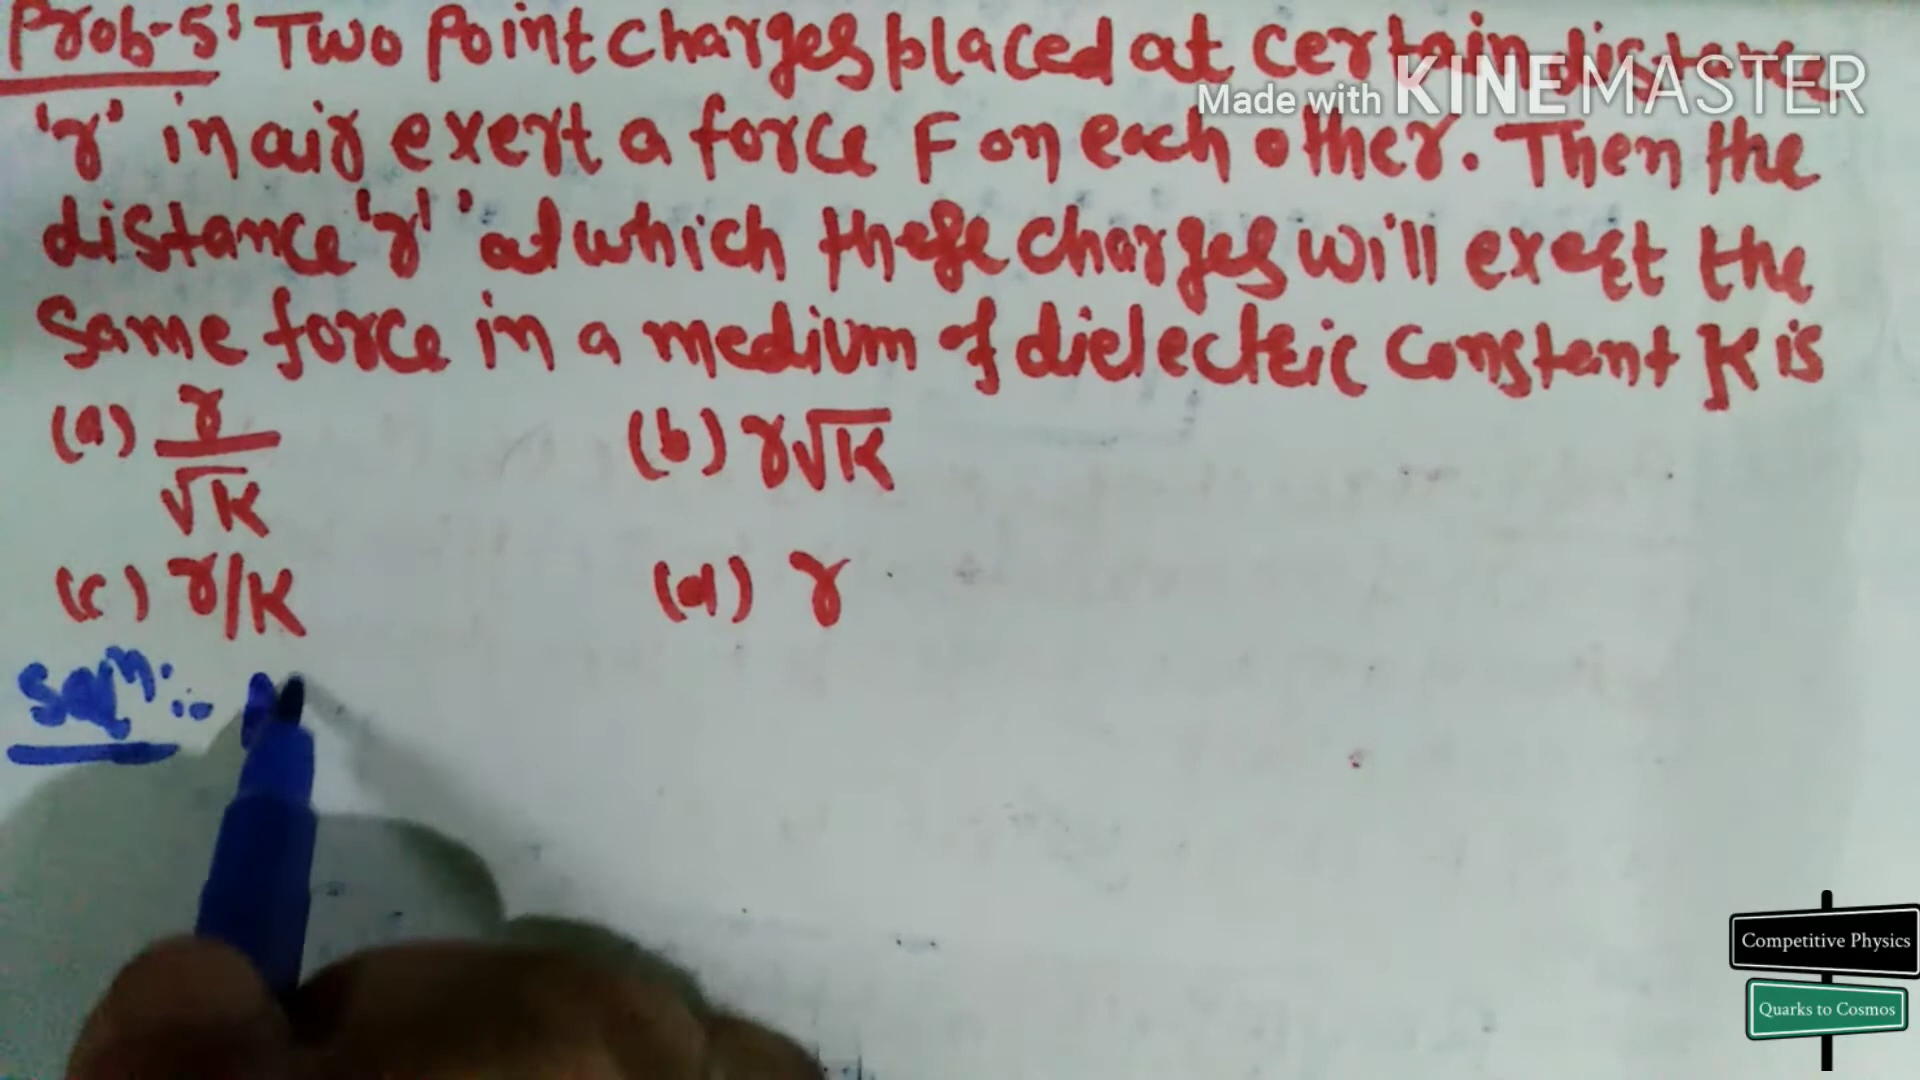 Prob-5: Two Point charges placed at certain distance
Made with KINEMASTER
'r' in air exert a force F on each other. Then the
distance 'r'' at which these charges will exert the
same force in a medium of dielectric constant K is
(a) r/√K (b) r√K
(c) r/K (d) r
Solⁿ:-
Competitive Physics
Quarks to Cosmos